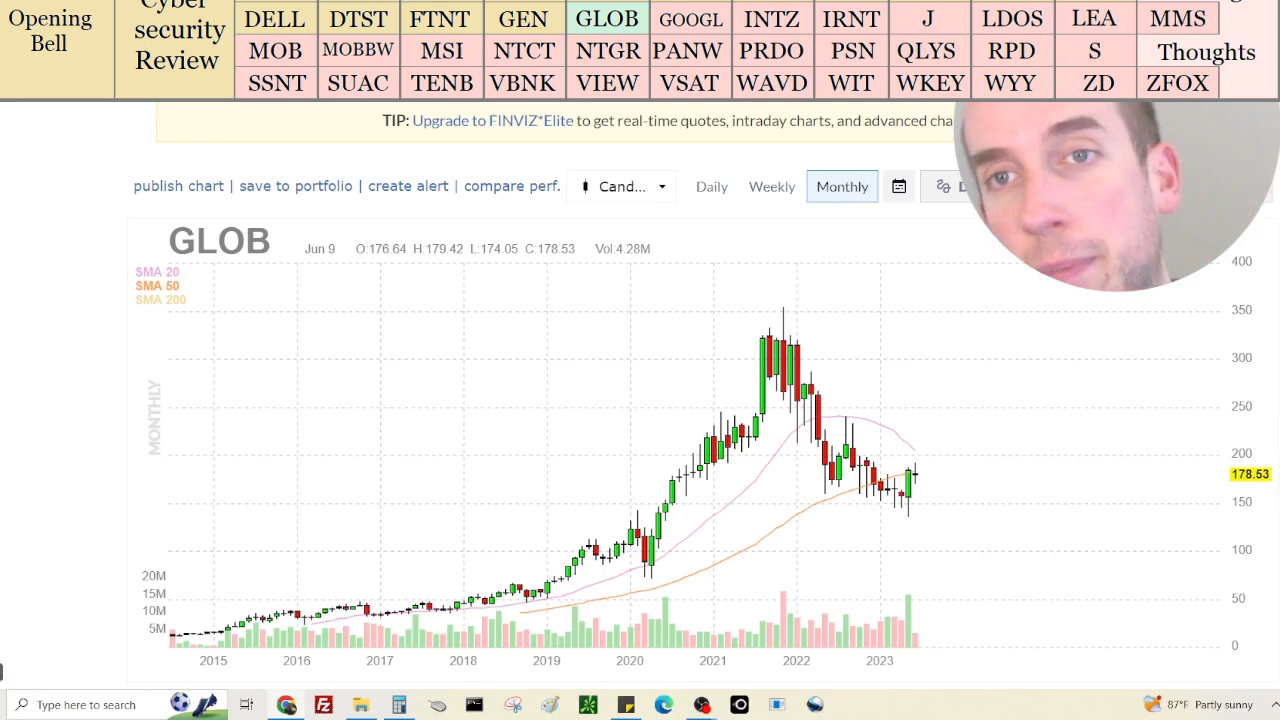 Opening
Bell
Cyber
security
Review
DELL DTST FTNT GEN GLOB GOOGL INTZ IRNT J LDOS LEA MMS
MOB MOBBW MSI NTCT NTGR PANW PRDO PSN QLYS RPD S Thoughts
SSNT SUAC TENB VBNK VIEW VSAT WAVD WIT WKEY WYY ZD ZFOX
TIP: Upgrade to FINVIZ*Elite to get real-time quotes, intraday charts, and advanced cha
publish chart | save to portfolio | create alert | compare perf. Cand... Daily Weekly Monthly D
GLOB Jun 9 O:176.64 H:179.42 L:174.05 C:178.53 Vol:4.28M
SMA 20
SMA 50
SMA 200
400
350
300
250
200
178.53
150
100
50
0
MONTHLY
20M
15M
10M
5M
2015 2016 2017 2018 2019 2020 2021 2022 2023
Type here to search 87°F Partly sunny